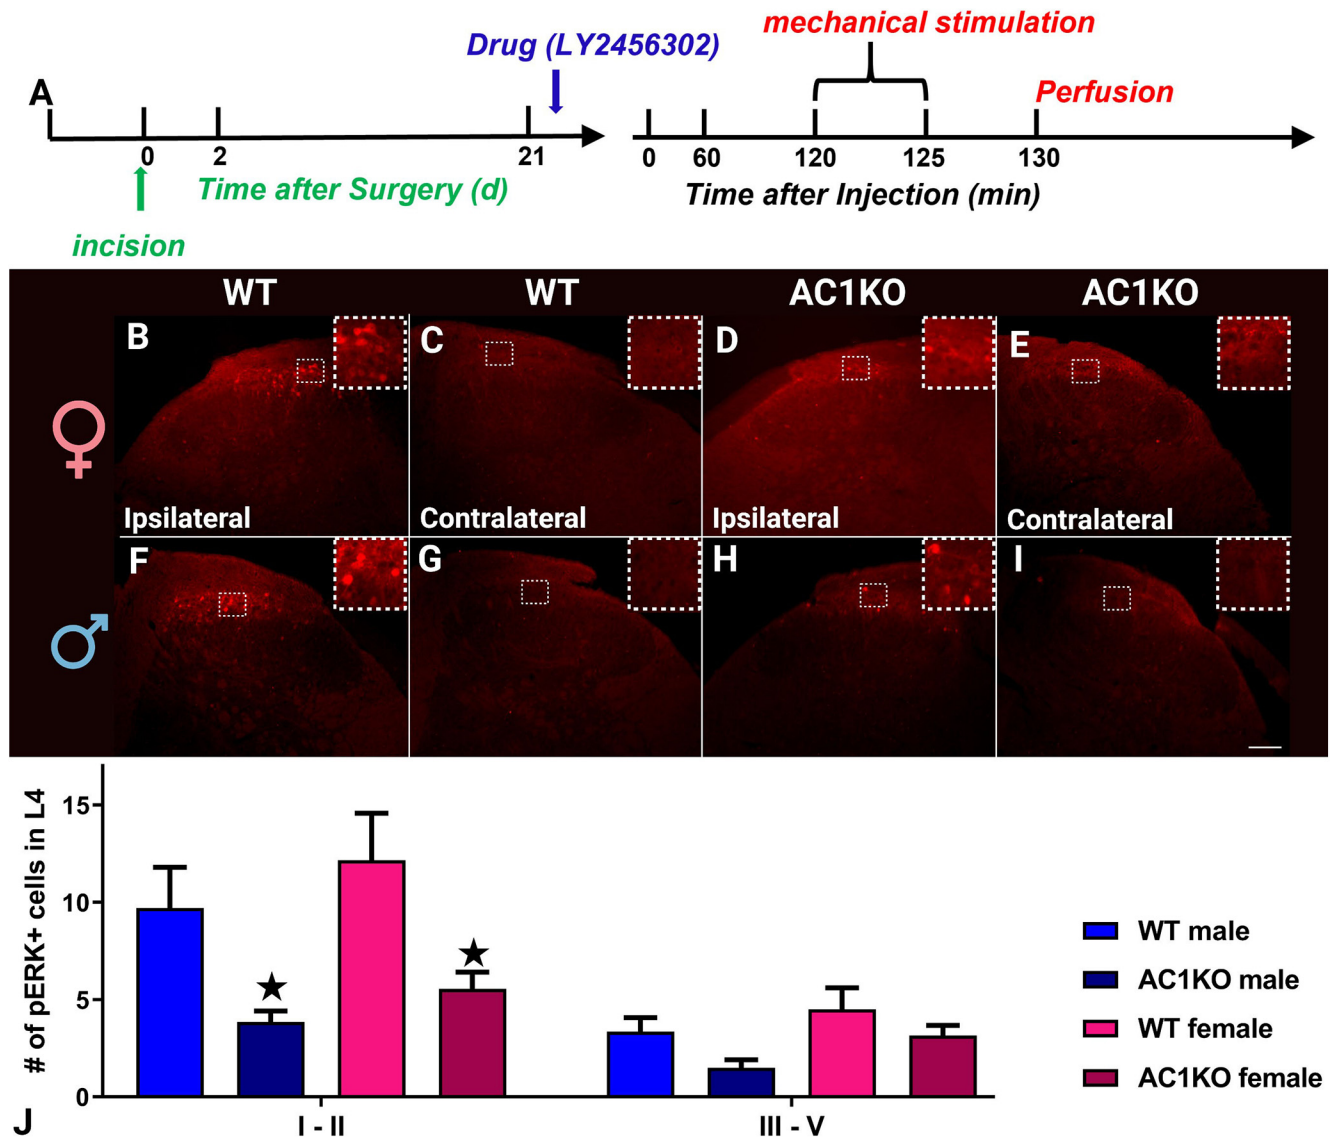 A
Drug (LY2456302)
mechanical stimulation
Perfusion
0 2 21
0 60 120 125 130
Time after Surgery (d)
Time after Injection (min)
incision
WT WT AC1KO AC1KO
B C D E
♀
Ipsilateral Contralateral Ipsilateral Contralateral
F G H I
♂
# of pERK+ cells in L4
15
10
5
0
★ ★
I - II III - V
WT male
AC1KO male
WT female
AC1KO female
J